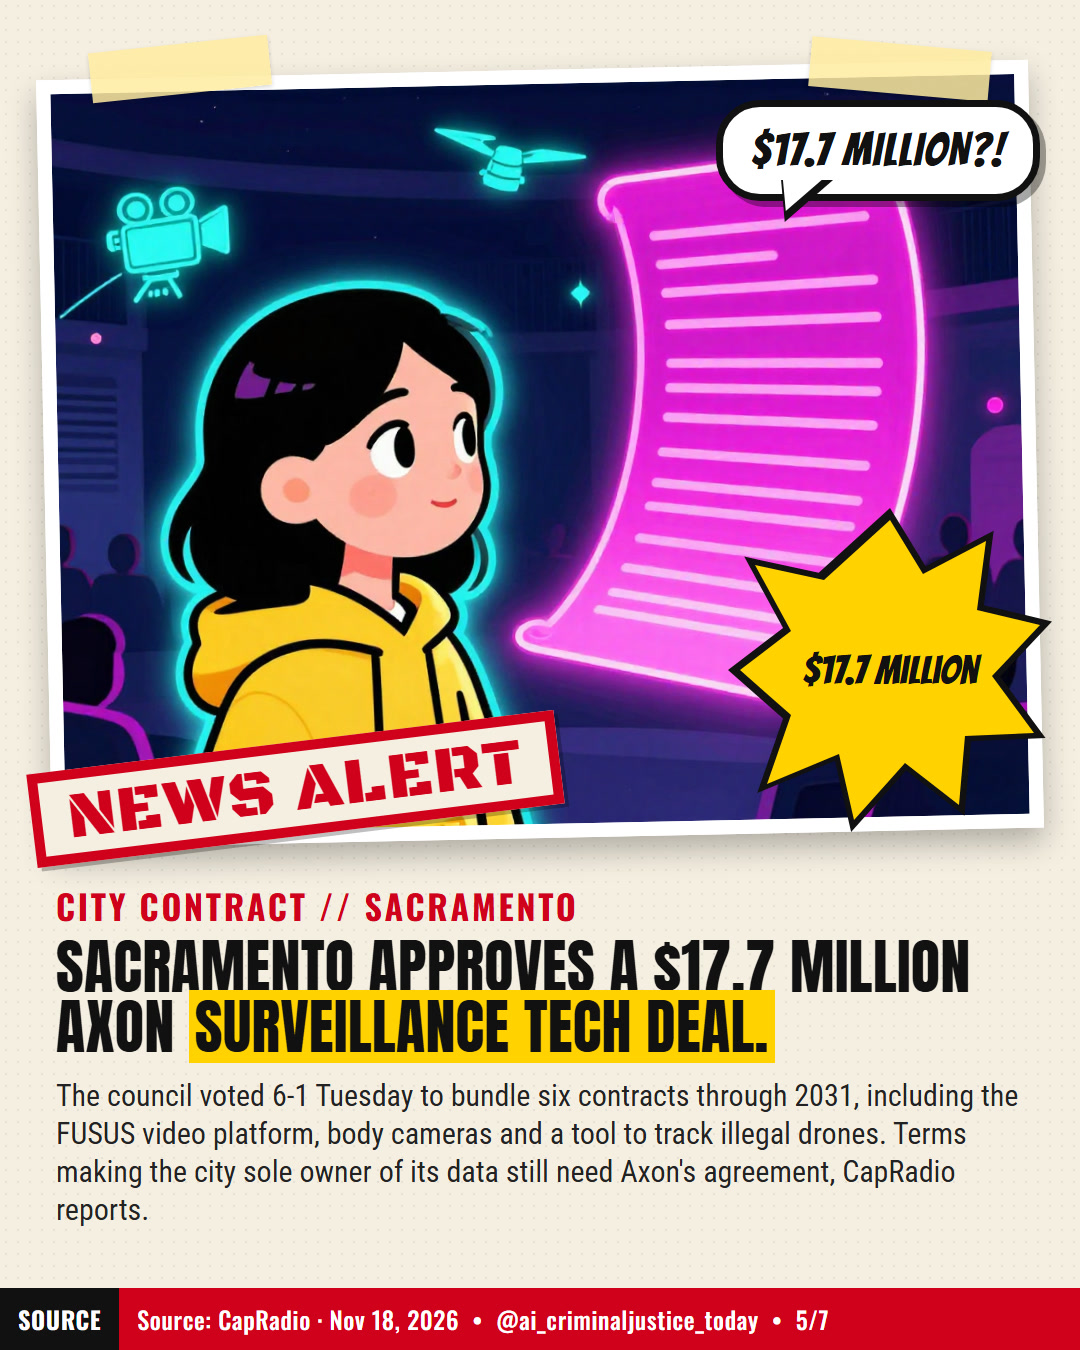 $17.7 MILLION?!
$17.7 MILLION
NEWS ALERT
CITY CONTRACT // SACRAMENTO
SACRAMENTO APPROVES A $17.7 MILLION
AXON SURVEILLANCE TECH DEAL.
The council voted 6-1 Tuesday to bundle six contracts through 2031, including the
FUSUS video platform, body cameras and a tool to track illegal drones. Terms
making the city sole owner of its data still need Axon's agreement, CapRadio
reports.
SOURCE Source: CapRadio · Nov 18, 2026 • @ai_criminaljustice_today • 5/7